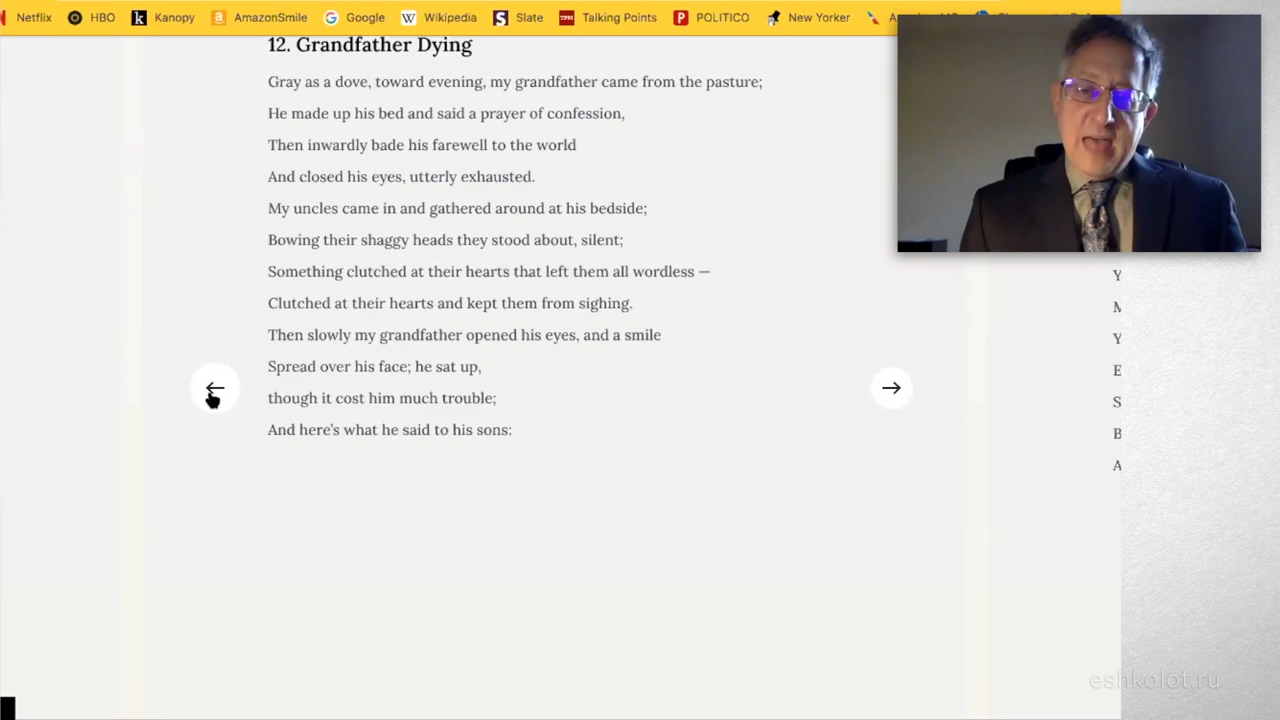 Netflix HBO Kanopy AmazonSmile Google Wikipedia Slate TPM Talking Points POLITICO New Yorker
12. Grandfather Dying
Gray as a dove, toward evening, my grandfather came from the pasture;
He made up his bed and said a prayer of confession,
Then inwardly bade his farewell to the world
And closed his eyes, utterly exhausted.
My uncles came in and gathered around at his bedside;
Bowing their shaggy heads they stood about, silent;
Something clutched at their hearts that left them all wordless —
Clutched at their hearts and kept them from sighing.
Then slowly my grandfather opened his eyes, and a smile
Spread over his face; he sat up,
though it cost him much trouble;
And here’s what he said to his sons:
Y
M
Y
E
S
B
A
eshkolot.ru